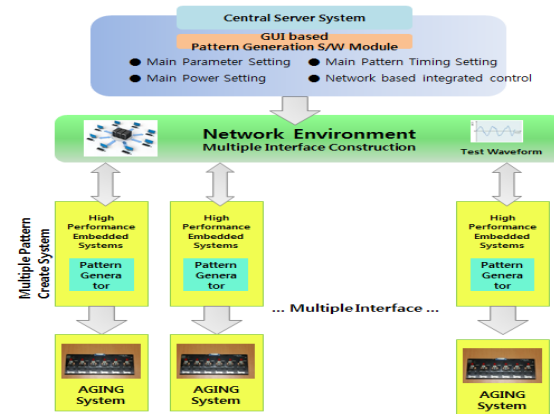 Central Server System
GUI based
Pattern Generation S/W Module
● Main Parameter Setting ● Main Pattern Timing Setting
● Main Power Setting ● Network based integrated control
Network Environment
Multiple Interface Construction
Test Waveform
Multiple Pattern
Create System
High
Performance
Embedded
Systems
Pattern
Genera
tor
High
Performance
Embedded
Systems
Pattern
Genera
tor
... Multiple Interface ...
High
Performance
Embedded
Systems
Pattern
Genera
tor
AGING
System
AGING
System
AGING
System